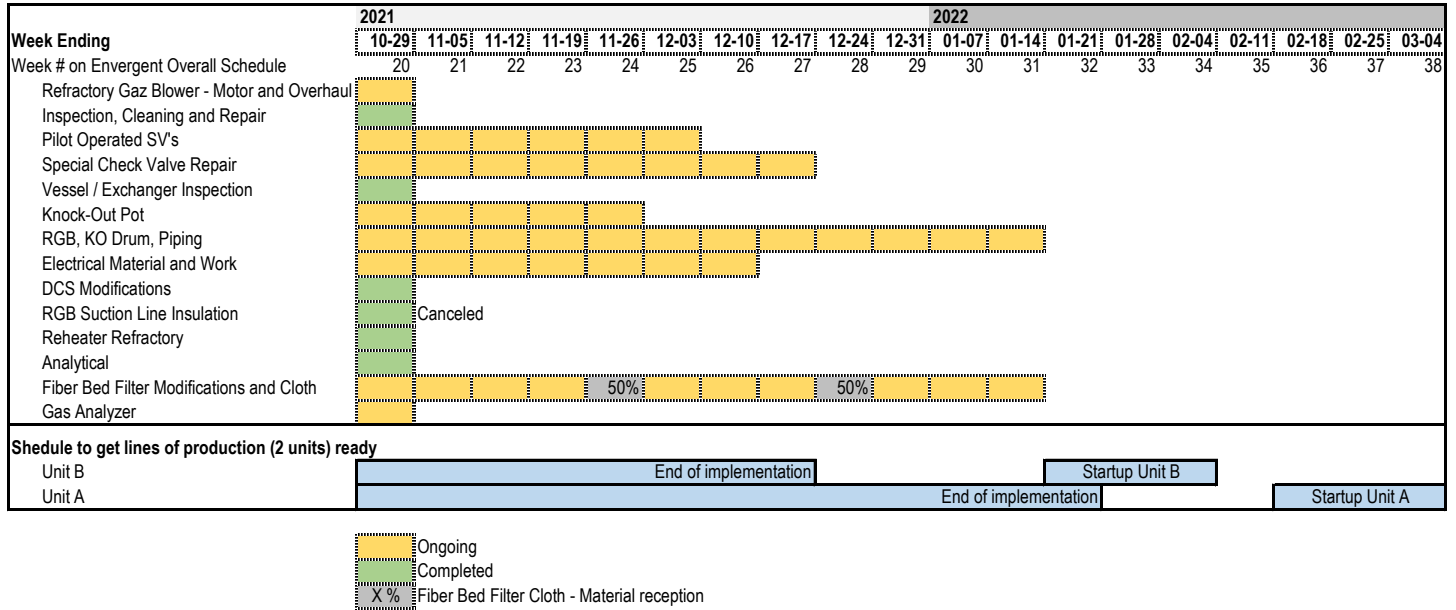 2021 2022
Week Ending 10-29 11-05 11-12 11-19 11-26 12-03 12-10 12-17 12-24 12-31 01-07 01-14 01-21 01-28 02-04 02-11 02-18 02-25 03-04
Week # on Envergent Overall Schedule 20 21 22 23 24 25 26 27 28 29 30 31 32 33 34 35 36 37 38
Refractory Gaz Blower - Motor and Overhaul
Inspection, Cleaning and Repair
Pilot Operated SV's
Special Check Valve Repair
Vessel / Exchanger Inspection
Knock-Out Pot
RGB, KO Drum, Piping
Electrical Material and Work
DCS Modifications
RGB Suction Line Insulation Canceled
Reheater Refractory
Analytical
Fiber Bed Filter Modifications and Cloth 50% 50%
Gas Analyzer
Shedule to get lines of production (2 units) ready
Unit B End of implementation Startup Unit B
Unit A End of implementation Startup Unit A
Ongoing
Completed
X % Fiber Bed Filter Cloth - Material reception